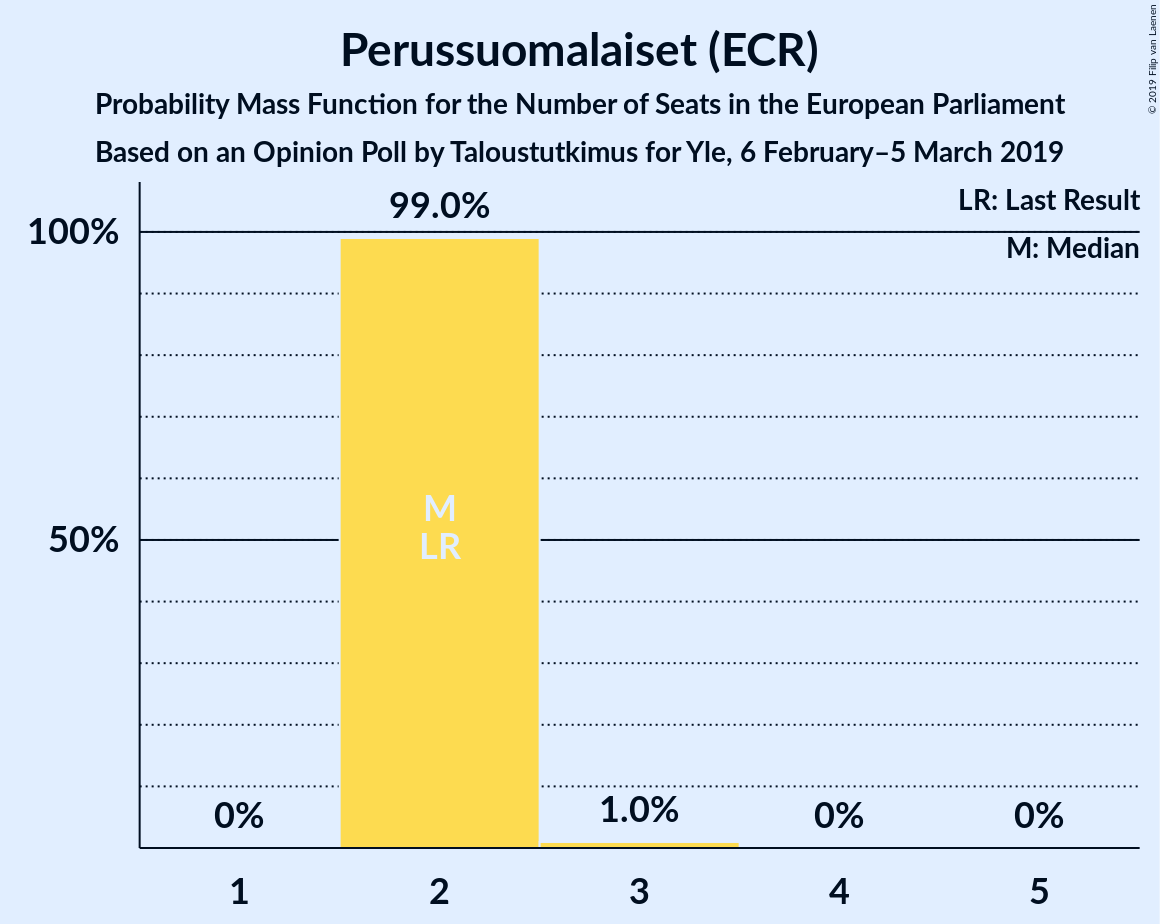 Perussuomalaiset (ECR)
Probability Mass Function for the Number of Seats in the European Parliament
Based on an Opinion Poll by Taloustutkimus for Yle, 6 February–5 March 2019
© 2019 Filip van Laenen
LR: Last Result
M: Median
100%
50%
0%
99.0%
M
LR
1.0%
0%
0%
1
2
3
4
5